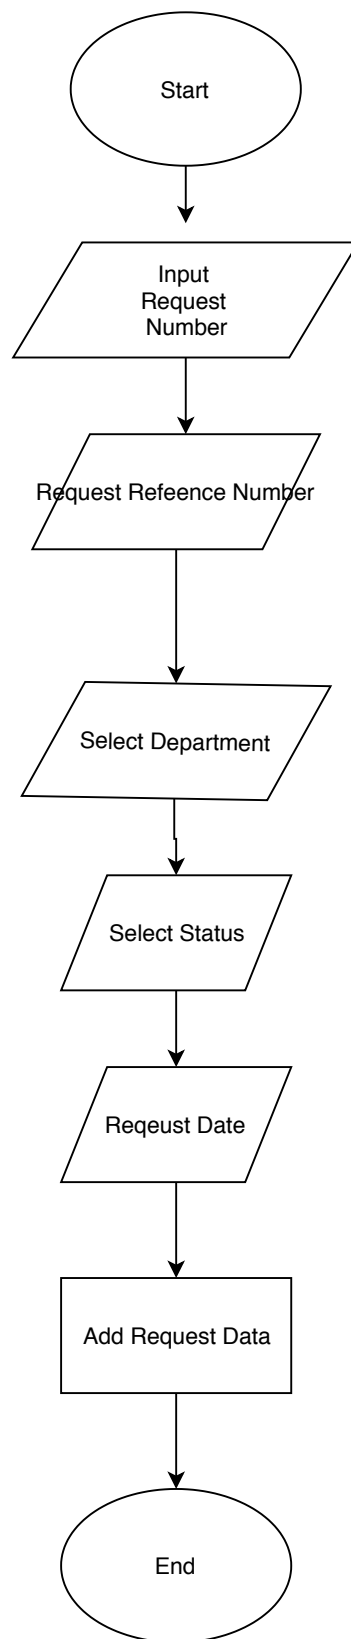 Start
Input
Request
Number
Request Refeence Number
Select Department
Select Status
Reqeust Date
Add Request Data
End